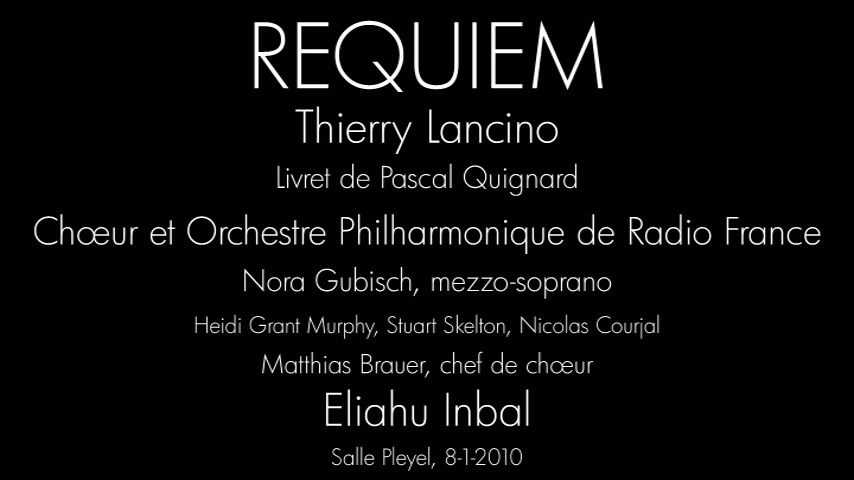 REQUIEM
Thierry Lancino
Livret de Pascal Quignard
Chœur et Orchestre Philharmonique de Radio France
Nora Gubisch, mezzo-soprano
Heidi Grant Murphy, Stuart Skelton, Nicolas Courjal
Matthias Brauer, chef de chœur
Eliahu Inbal
Salle Pleyel, 8-1-2010